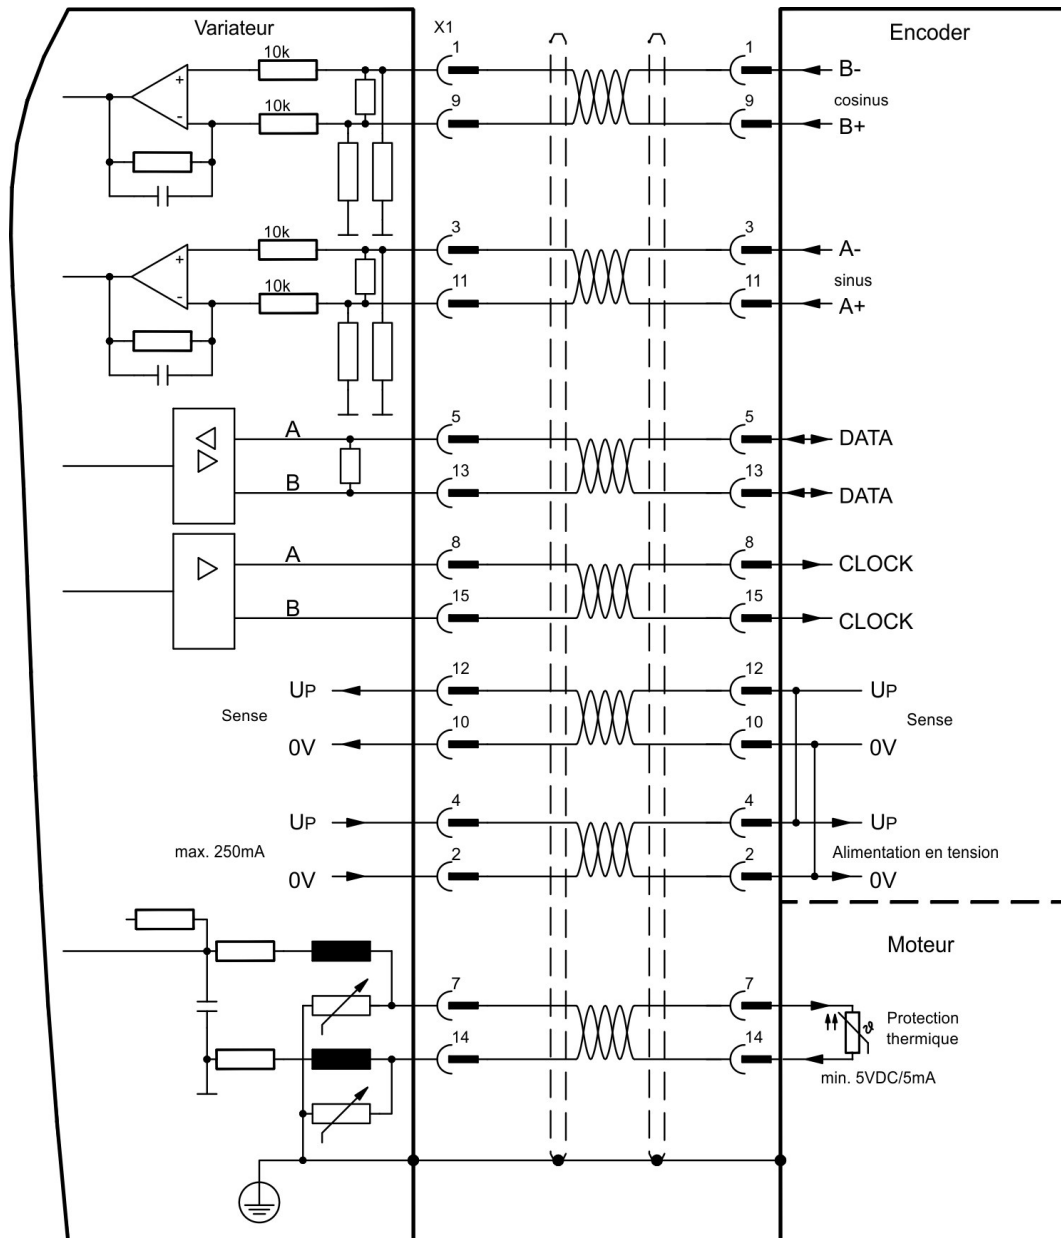 Variateur X1 Encoder
10k 1 1 B-
+
cosinus
10k 9 9 B+
-
10k 3 3 A-
+
sinus
10k 11 11 A+
-
A 5 5 DATA
B 13 13 DATA
A 8 8 CLOCK
B 15 15 CLOCK
UP 12 12 UP
Sense Sense
0V 10 10 0V
UP 4 4 UP
max. 250mA Alimentation en tension
0V 2 2 0V
Moteur
7 7
Protection
thermique
ϑ
14 14
min. 5VDC/5mA